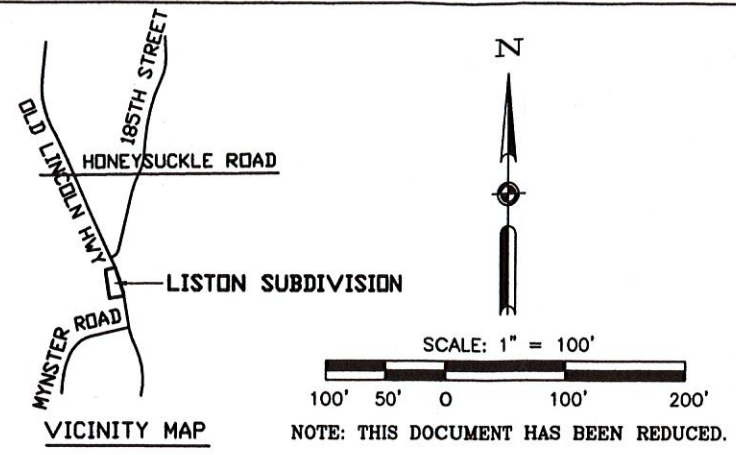 185TH STREET
OLD LINCOLN HWY
HONEYSUCKLE ROAD
LISTON SUBDIVISION
MYNSTER ROAD
VICINITY MAP
N
SCALE: 1" = 100'
100' 50' 0 100' 200'
NOTE: THIS DOCUMENT HAS BEEN REDUCED.